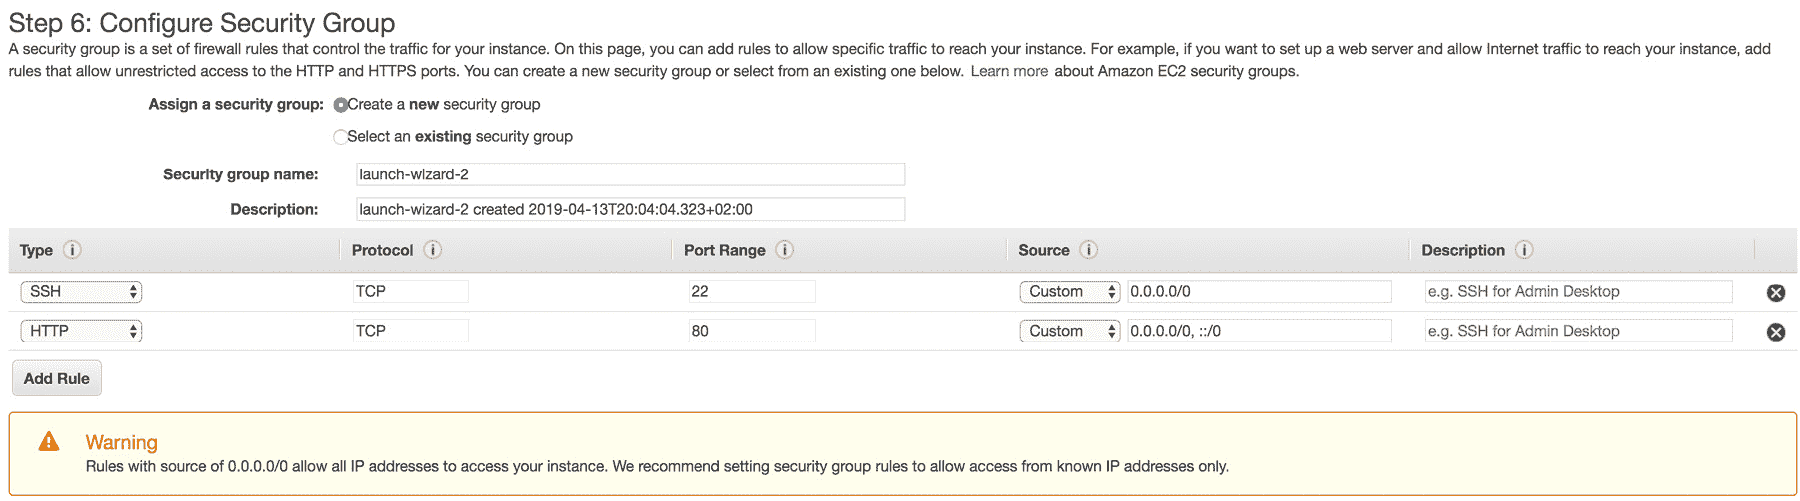 Step 6: Configure Security Group
A security group is a set of firewall rules that control the traffic for your instance. On this page, you can add rules to allow specific traffic to reach your instance. For example, if you want to set up a web server and allow Internet traffic to reach your instance, add
rules that allow unrestricted access to the HTTP and HTTPS ports. You can create a new security group or select from an existing one below. Learn more about Amazon EC2 security groups.
Assign a security group: Create a new security group
Select an existing security group
Security group name: launch-wizard-2
Description: launch-wizard-2 created 2019-04-13T20:04:04.323+02:00
Type i Protocol i Port Range i Source i Description i
SSH TCP 22 Custom 0.0.0.0/0 e.g. SSH for Admin Desktop
HTTP TCP 80 Custom 0.0.0.0/0, ::/0 e.g. SSH for Admin Desktop
Add Rule
Warning
Rules with source of 0.0.0.0/0 allow all IP addresses to access your instance. We recommend setting security group rules to allow access from known IP addresses only.